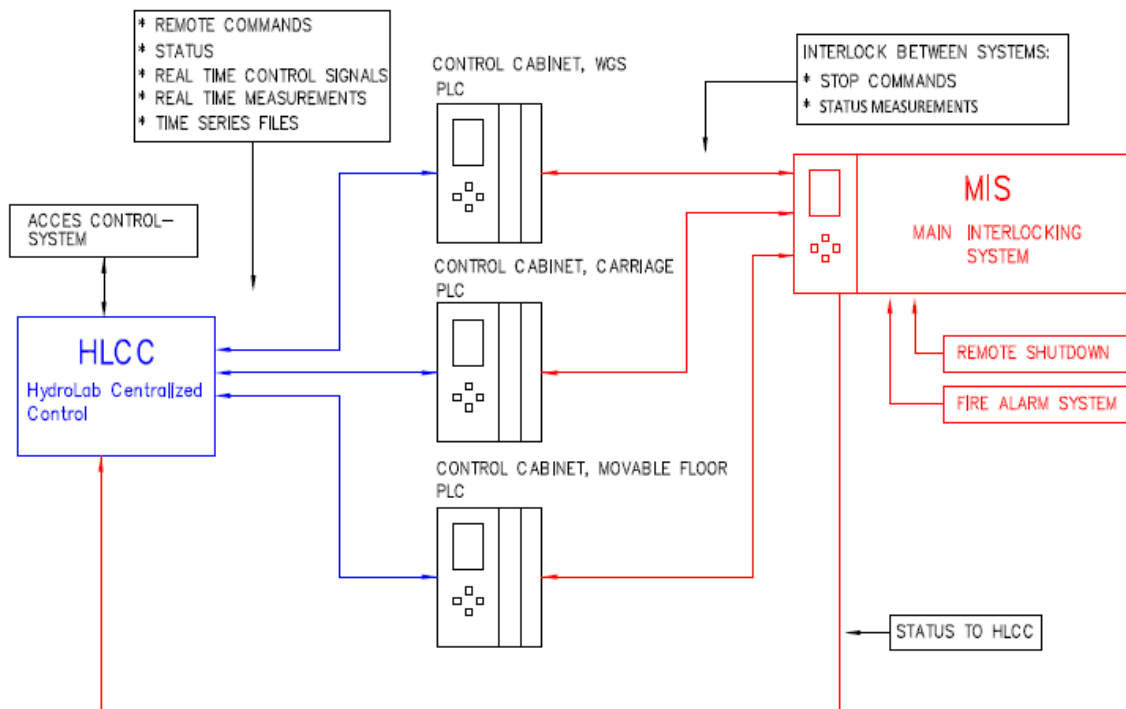 * REMOTE COMMANDS
* STATUS
* REAL TIME CONTROL SIGNALS
* REAL TIME MEASUREMENTS
* TIME SERIES FILES
CONTROL CABINET, WGS
PLC
INTERLOCK BETWEEN SYSTEMS:
* STOP COMMANDS
* STATUS MEASUREMENTS
MIS
MAIN INTERLOCKING
SYSTEM
ACCES CONTROL-
SYSTEM
CONTROL CABINET, CARRIAGE
PLC
HLCC
HydroLab Centralized
Control
REMOTE SHUTDOWN
FIRE ALARM SYSTEM
CONTROL CABINET, MOVABLE FLOOR
PLC
STATUS TO HLCC